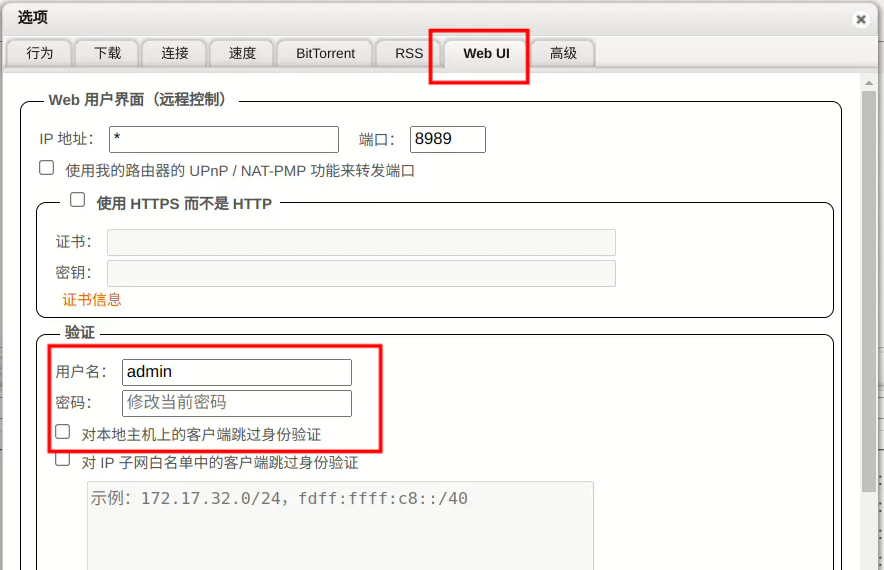 选项
行为 下载 连接 速度 BitTorrent RSS Web UI 高级
Web 用户界面（远程控制）
IP 地址： * 端口： 8989
使用我的路由器的 UPnP / NAT-PMP 功能来转发端口
使用 HTTPS 而不是 HTTP
证书：
密钥：
证书信息
验证
用户名： admin
密码： 修改当前密码
对本地主机上的客户端跳过身份验证
对 IP 子网白名单中的客户端跳过身份验证
示例：172.17.32.0/24，fdff:ffff:c8::/40